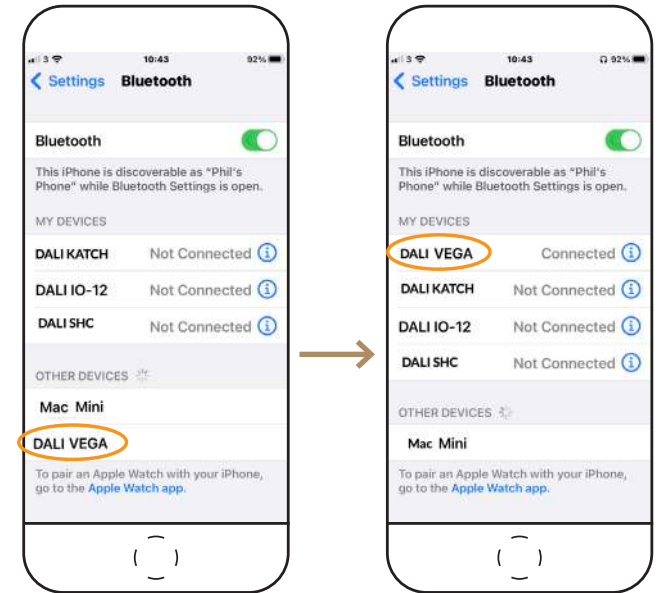 3 10:43 92%
Settings Bluetooth
Bluetooth
This iPhone is discoverable as "Phil's
Phone" while Bluetooth Settings is open.
MY DEVICES
DALI KATCH Not Connected
DALI IO-12 Not Connected
DALI SHC Not Connected
OTHER DEVICES
Mac Mini
DALI VEGA
To pair an Apple Watch with your iPhone,
go to the Apple Watch app.
3 10:43 92%
Settings Bluetooth
Bluetooth
This iPhone is discoverable as "Phil's
Phone" while Bluetooth Settings is open.
MY DEVICES
DALI VEGA Connected
DALI KATCH Not Connected
DALI IO-12 Not Connected
DALI SHC Not Connected
OTHER DEVICES
Mac Mini
To pair an Apple Watch with your iPhone,
go to the Apple Watch app.